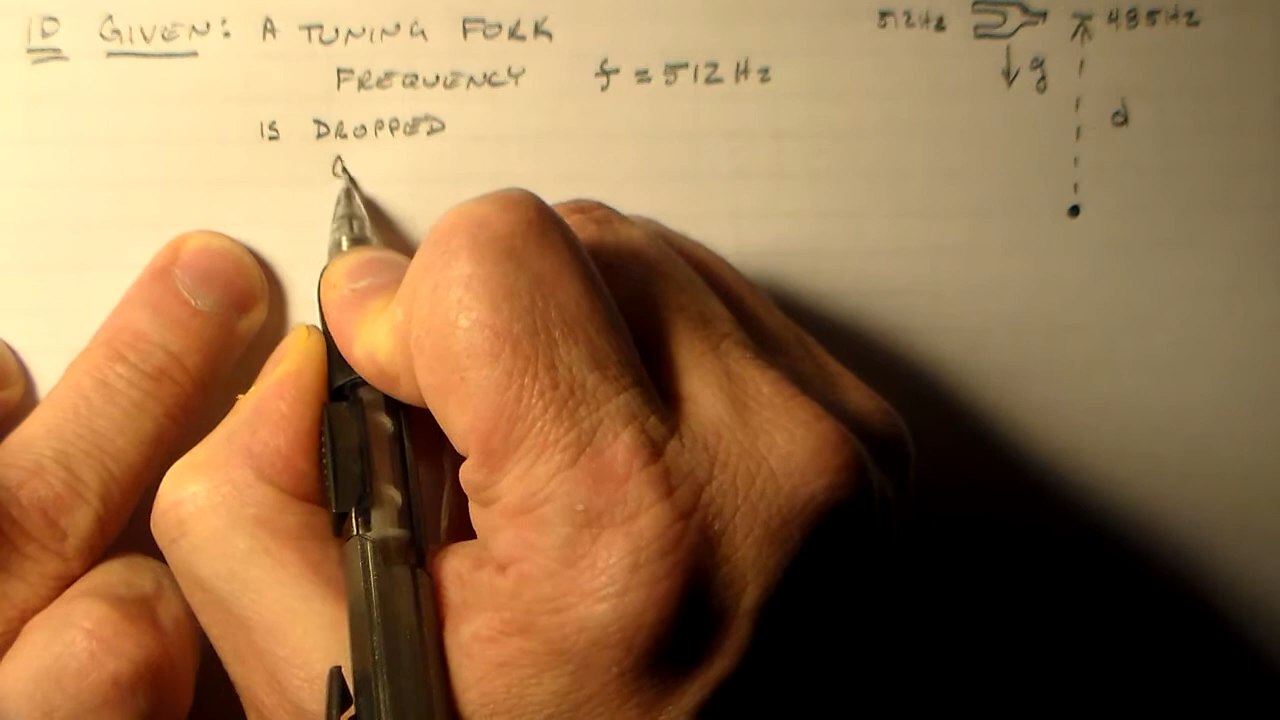 1D GIVEN: A TUNING FORK
FREQUENCY f = 512 Hz
IS DROPPED
512Hz 485Hz
g
d